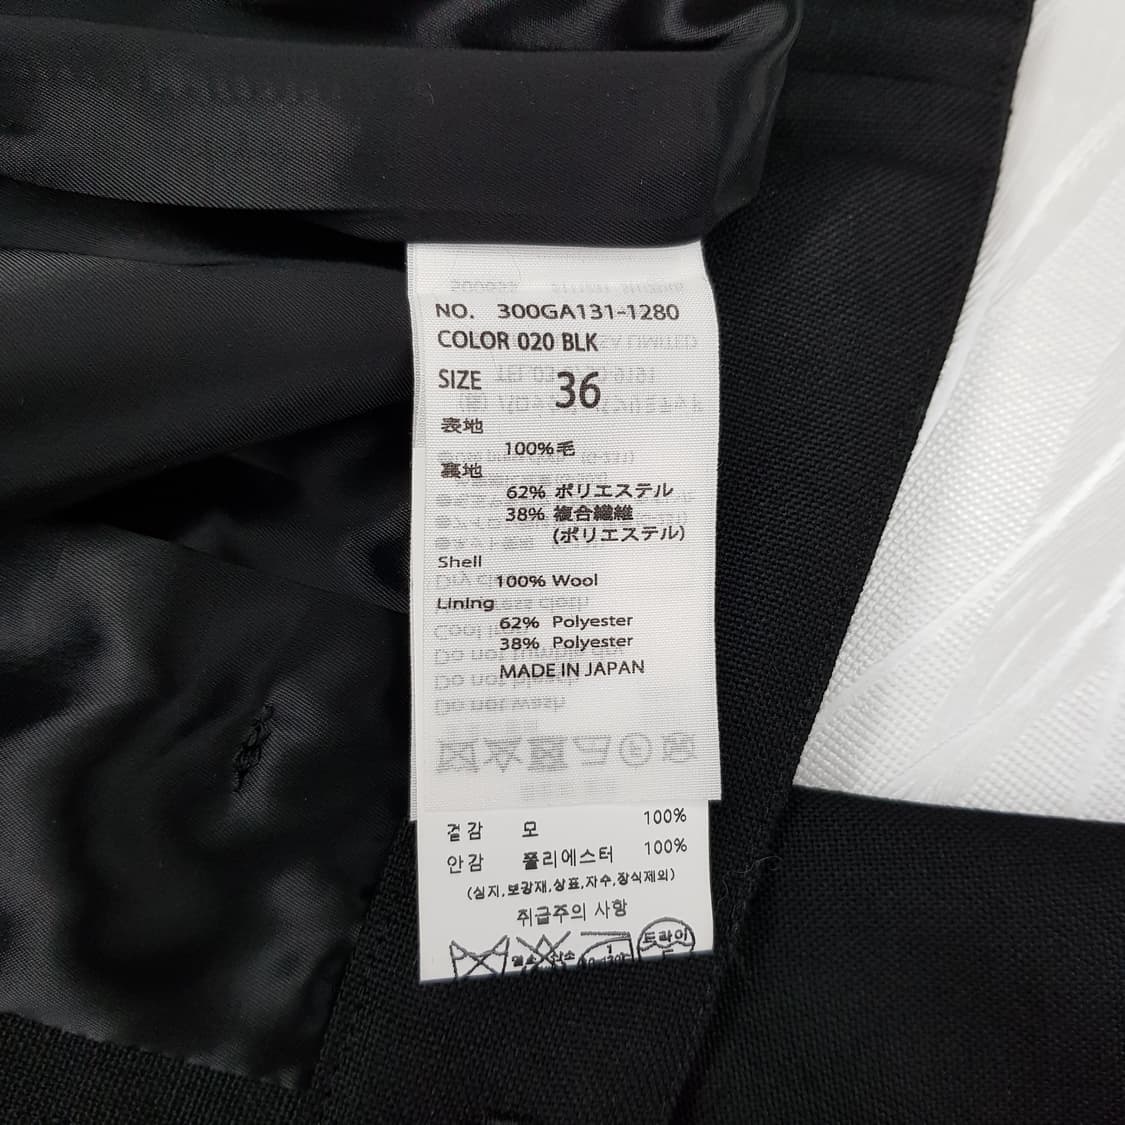 NO. 300GA131-1280
COLOR 020 BLK
SIZE 36
表地
100%毛
裏地
62% ポリエステル
38% 複合繊維
(ポリエステル)
Shell
100% Wool
Lining
62% Polyester
38% Polyester
MADE IN JAPAN
겉감 모 100%
안감 폴리에스터 100%
(심지,보강재,상표,자수,장식제외)
취급주의 사항
트라이